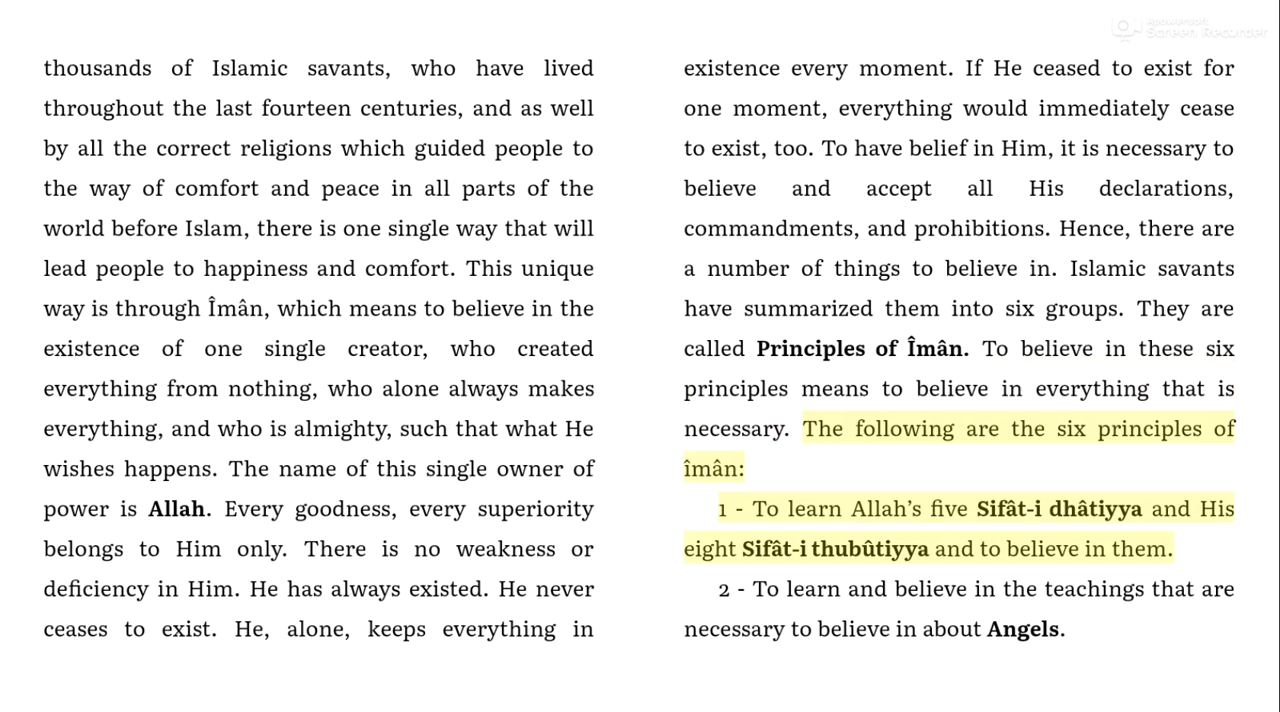 Apowersoft
Screen Recorder
thousands of Islamic savants, who have lived
throughout the last fourteen centuries, and as well
by all the correct religions which guided people to
the way of comfort and peace in all parts of the
world before Islam, there is one single way that will
lead people to happiness and comfort. This unique
way is through Îmân, which means to believe in the
existence of one single creator, who created
everything from nothing, who alone always makes
everything, and who is almighty, such that what He
wishes happens. The name of this single owner of
power is Allah. Every goodness, every superiority
belongs to Him only. There is no weakness or
deficiency in Him. He has always existed. He never
ceases to exist. He, alone, keeps everything in
existence every moment. If He ceased to exist for
one moment, everything would immediately cease
to exist, too. To have belief in Him, it is necessary to
believe and accept all His declarations,
commandments, and prohibitions. Hence, there are
a number of things to believe in. Islamic savants
have summarized them into six groups. They are
called Principles of Îmân. To believe in these six
principles means to believe in everything that is
necessary. The following are the six principles of
îmân:
1 - To learn Allah’s five Sifât-i dhâtiyya and His
eight Sifât-i thubûtiyya and to believe in them.
2 - To learn and believe in the teachings that are
necessary to believe in about Angels.